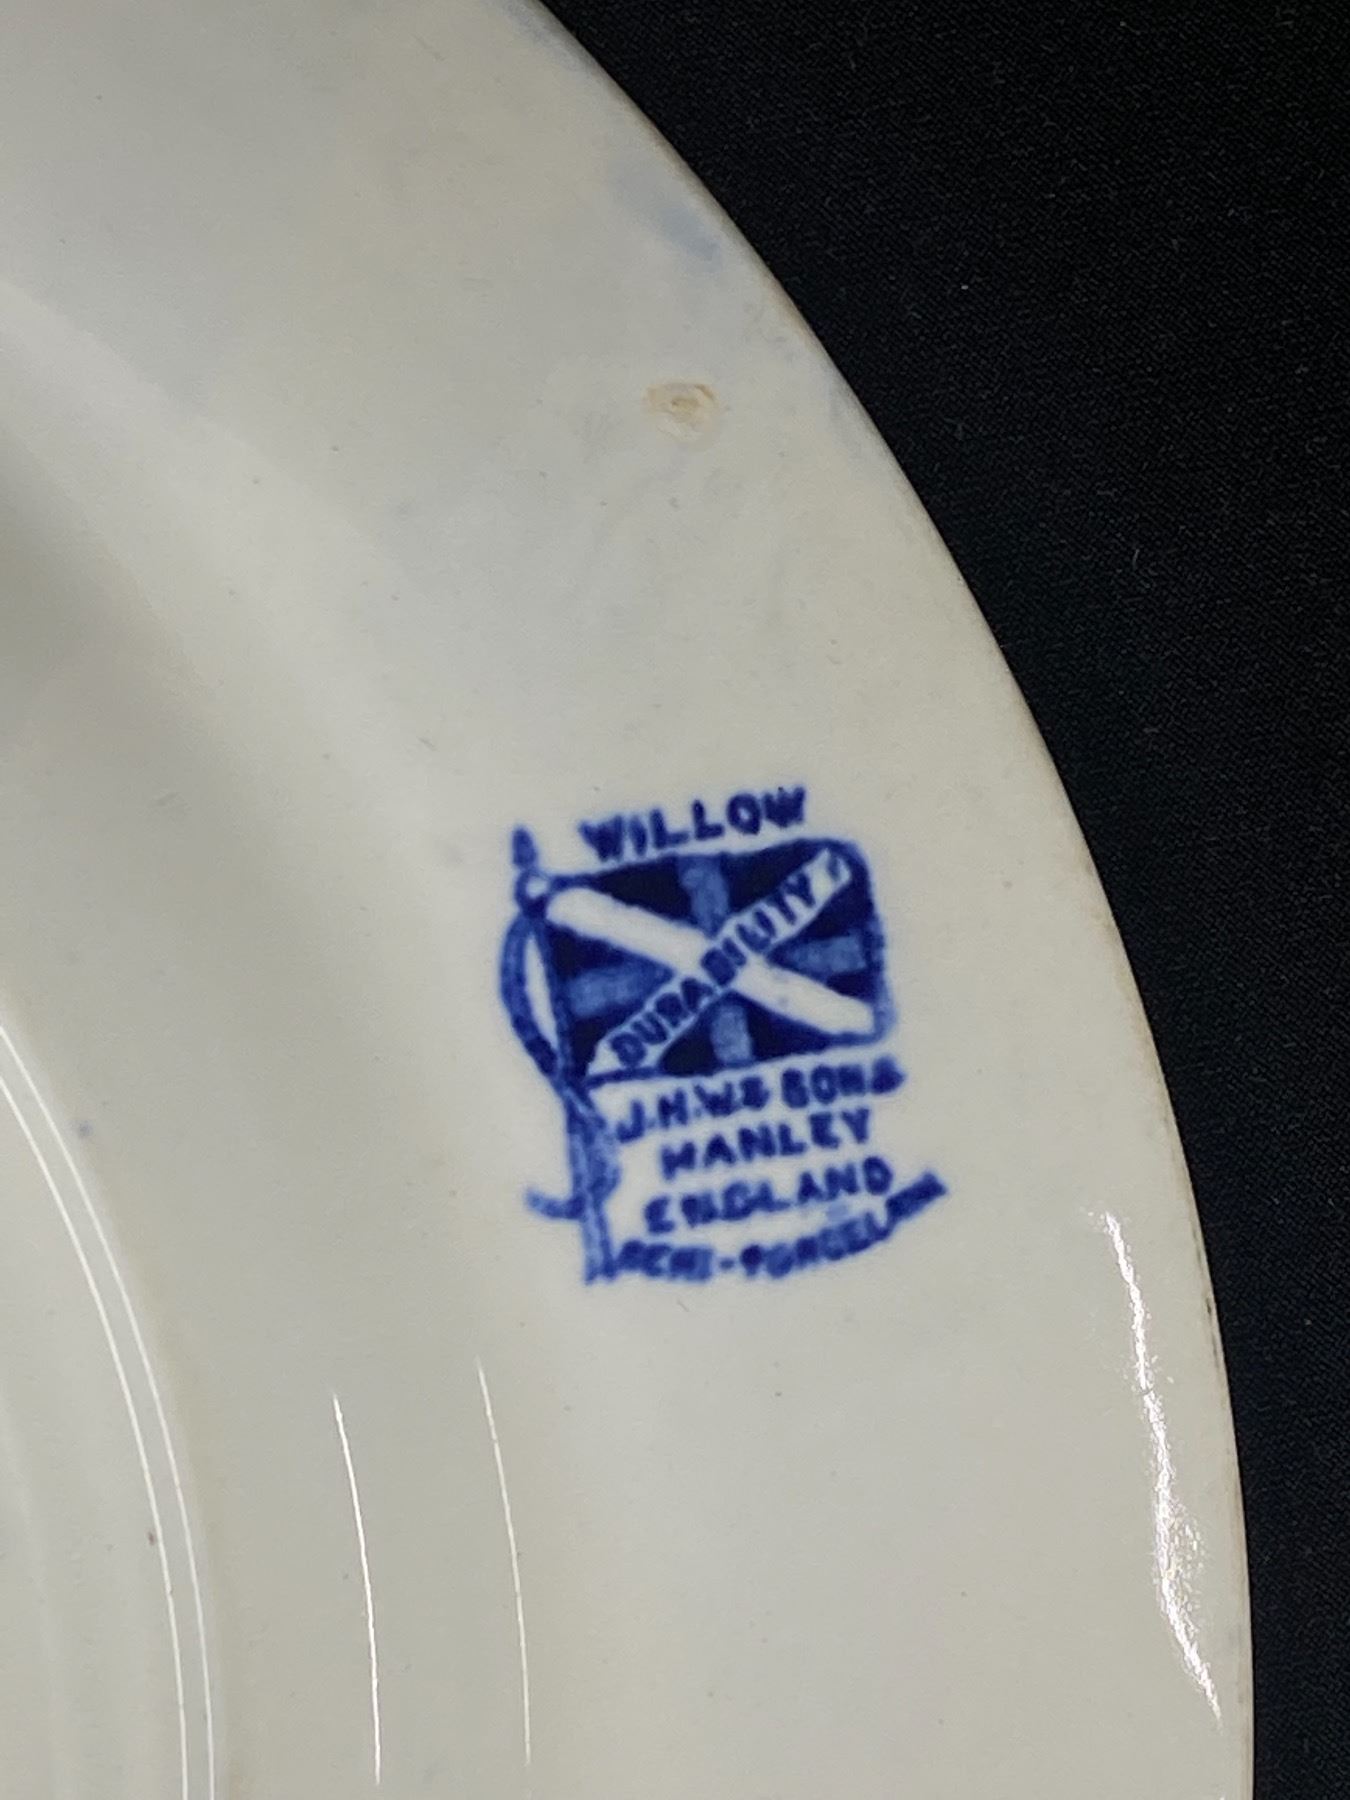 WILLOW
DURABILITY
J.H.W & SONS
HANLEY
ENGLAND
SEMI-PORCELAIN